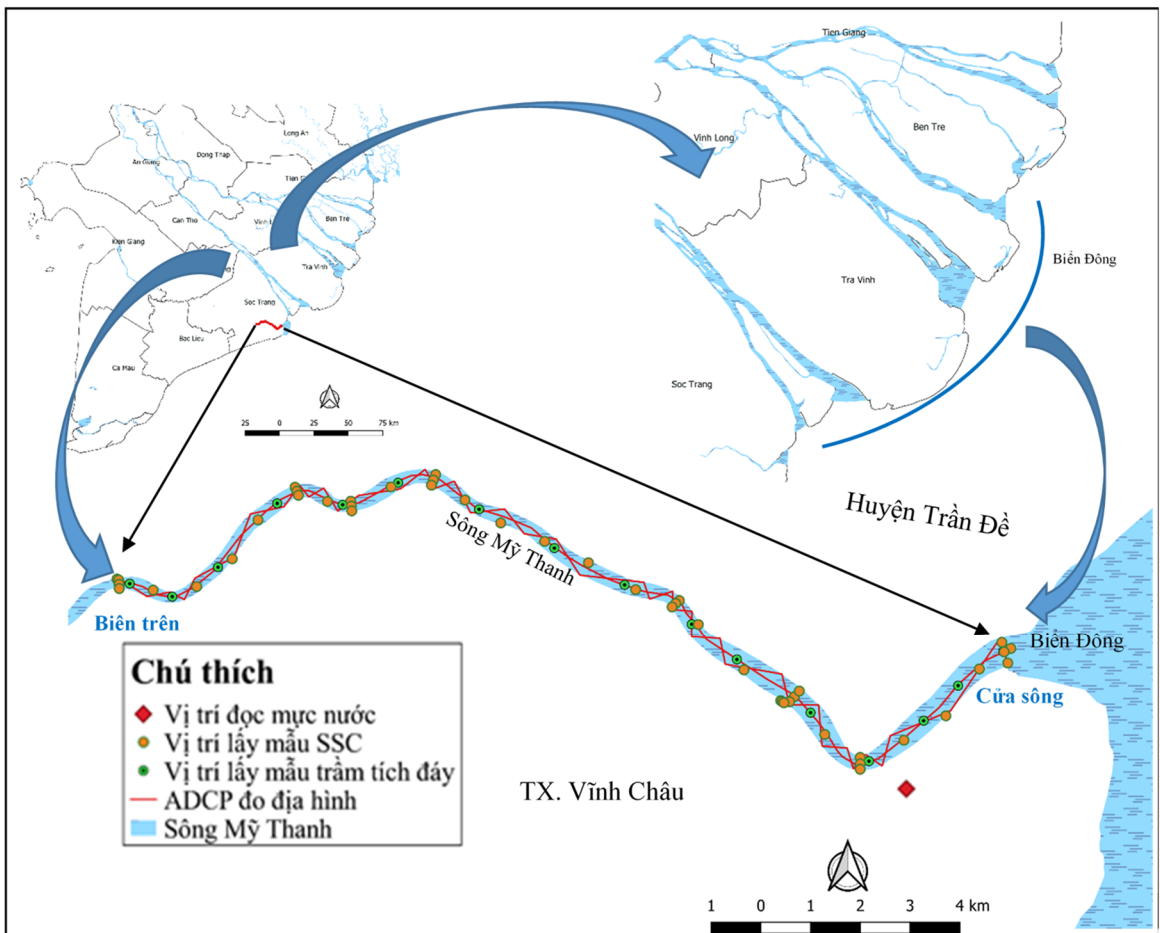 Long An
An Giang
Dong Thap
Tien G
Can Tho
Vinh L
Ben Tre
Kien Giang
Tra Vinh
Soc Trang
Bac Lieu
Ca Mau
25 0 25 50 75 km
Tien Giang
Ben Tre
Vinh Long
Tra Vinh
Soc Trang
Biển Đông
Huyện Trần Đề
Sông Mỹ Thanh
Biên trên
Biển Đông
Cửa sông
Chú thích
Vị trí đọc mực nước
Vị trí lấy mẫu SSC
Vị trí lấy mẫu trầm tích đáy
ADCP đo địa hình
Sông Mỹ Thanh
TX. Vĩnh Châu
1 0 1 2 3 4 km